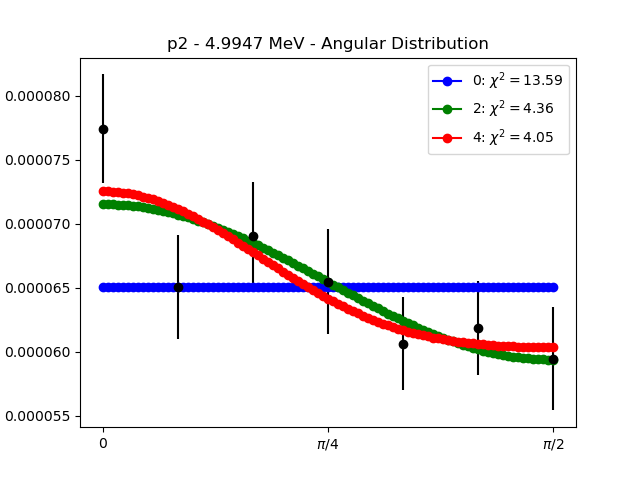 p2 - 4.9947 MeV - Angular Distribution
0: χ² = 13.59
2: χ² = 4.36
4: χ² = 4.05
0.000080
0.000075
0.000070
0.000065
0.000060
0.000055
0 π/4 π/2